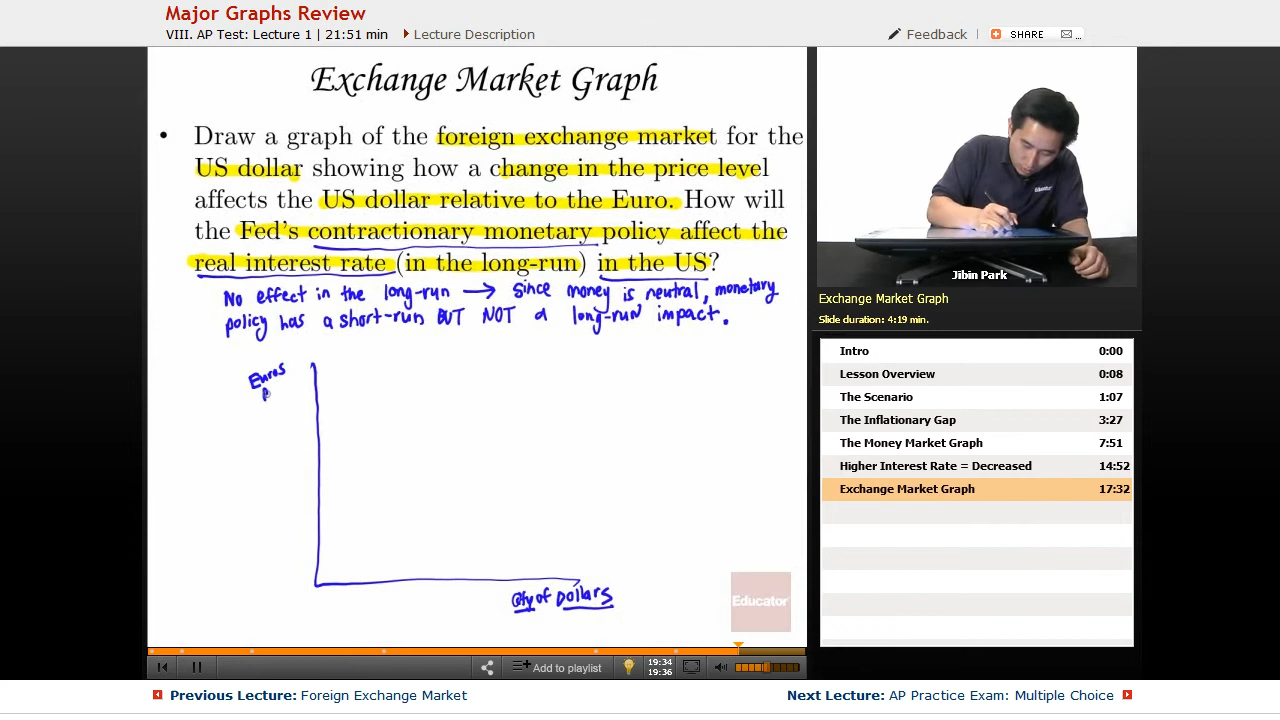 Major Graphs Review
VIII. AP Test: Lecture 1 | 21:51 min Lecture Description
Feedback | SHARE ...
Exchange Market Graph
• Draw a graph of the foreign exchange market for the
US dollar showing how a change in the price level
affects the US dollar relative to the Euro. How will
the Fed's contractionary monetary policy affect the
real interest rate (in the long-run) in the US?
No effect in the long-run → since money is neutral, monetary
policy has a short-run BUT NOT a long-run impact.
Euros
Qty of Dollars
Educator
Educator
Jibin Park
Exchange Market Graph
Slide duration: 4:19 min.
Intro 0:00
Lesson Overview 0:08
The Scenario 1:07
The Inflationary Gap 3:27
The Money Market Graph 7:51
Higher Interest Rate = Decreased 14:52
Exchange Market Graph 17:32
Add to playlist
19:34
19:36
Previous Lecture: Foreign Exchange Market
Next Lecture: AP Practice Exam: Multiple Choice